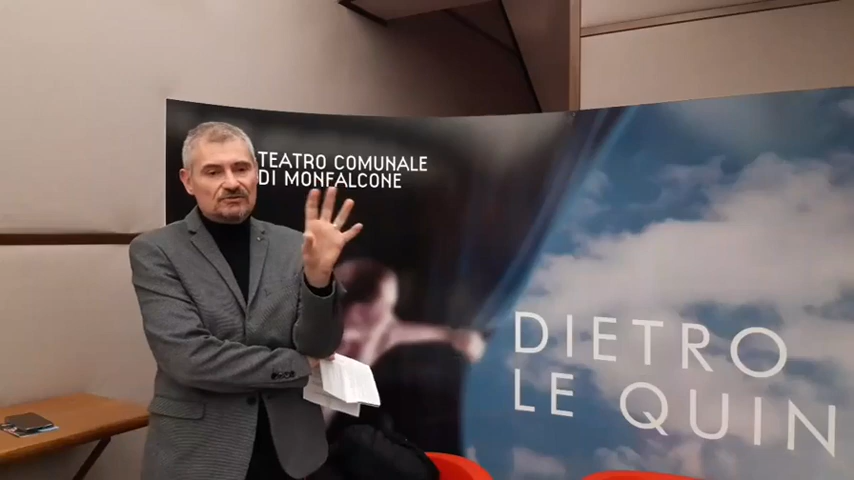 TEATRO COMUNALE
DI MONFALCONE
DIETRO
LE QUIN